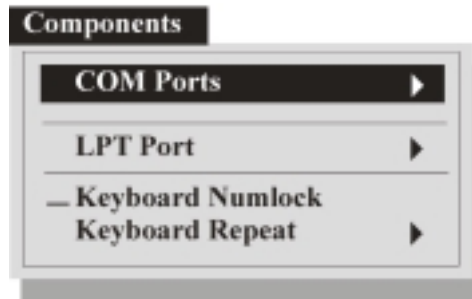 Components
COM Ports
LPT Port
Keyboard Numlock
Keyboard Repeat